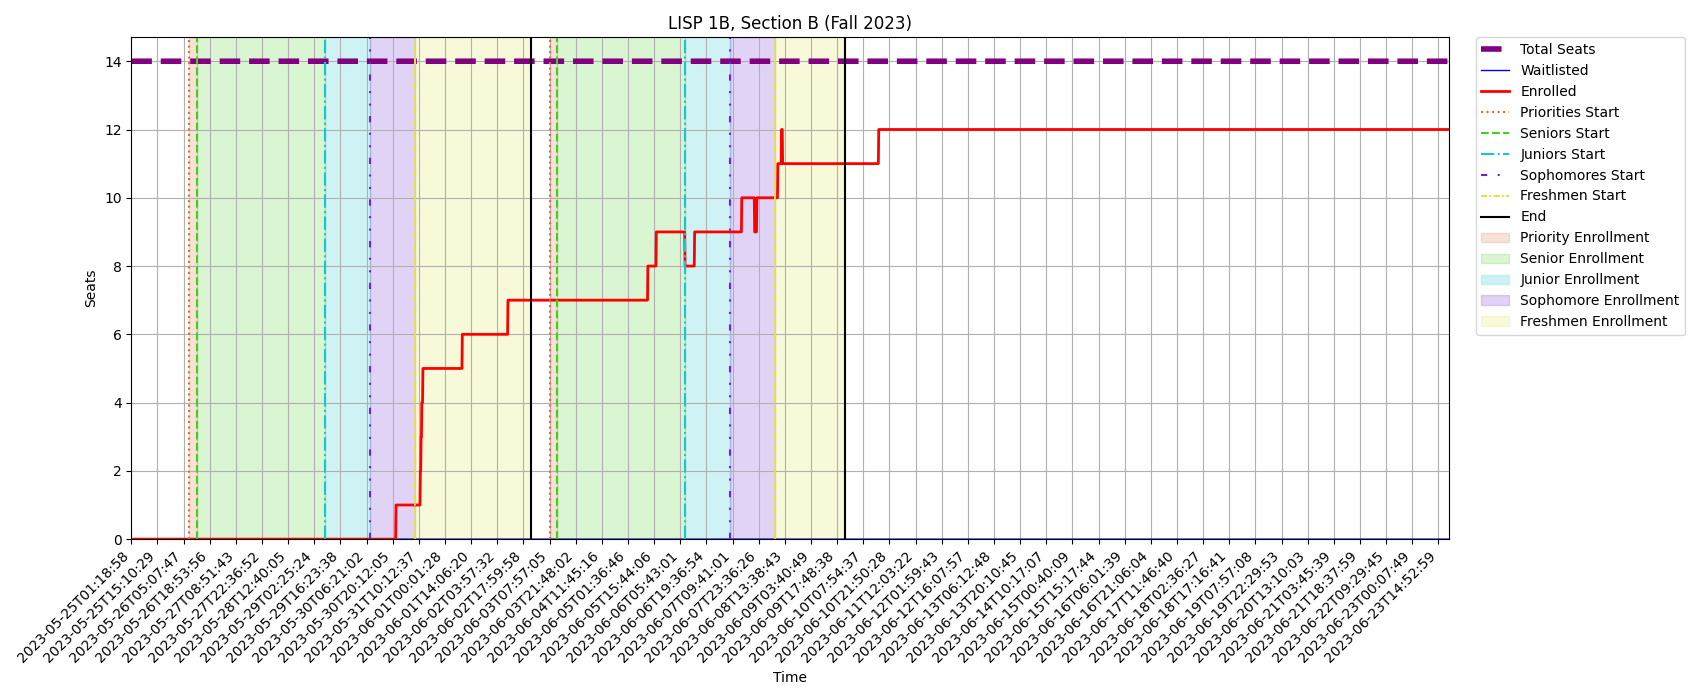 LISP 1B, Section B (Fall 2023)
Seats
14
12
10
8
6
4
2
0
2023-05-25T01:18:58
2023-05-25T15:10:29
2023-05-26T05:07:47
2023-05-26T18:53:56
2023-05-27T08:51:43
2023-05-27T22:36:52
2023-05-28T12:40:05
2023-05-29T02:25:24
2023-05-29T16:23:38
2023-05-30T06:21:02
2023-05-30T20:12:05
2023-05-31T10:12:37
2023-06-01T00:01:28
2023-06-01T14:06:20
2023-06-02T03:57:32
2023-06-02T17:59:58
2023-06-03T07:57:05
2023-06-03T21:48:02
2023-06-04T11:45:16
2023-06-05T01:36:46
2023-06-05T15:44:06
2023-06-06T05:43:01
2023-06-06T19:36:54
2023-06-07T09:41:01
2023-06-07T23:36:26
2023-06-08T13:38:43
2023-06-09T03:40:49
2023-06-09T17:48:38
2023-06-10T07:54:37
2023-06-10T21:50:28
2023-06-11T12:03:22
2023-06-12T01:59:43
2023-06-12T16:07:57
2023-06-13T06:12:48
2023-06-13T20:10:45
2023-06-14T10:17:07
2023-06-15T00:40:09
2023-06-15T15:17:44
2023-06-16T06:01:39
2023-06-16T21:06:04
2023-06-17T11:46:40
2023-06-18T02:36:27
2023-06-18T17:16:41
2023-06-19T07:57:08
2023-06-19T22:29:53
2023-06-20T13:10:03
2023-06-21T03:45:39
2023-06-21T18:37:59
2023-06-22T09:29:45
2023-06-23T00:07:49
2023-06-23T14:52:59
Time
Total Seats
Waitlisted
Enrolled
Priorities Start
Seniors Start
Juniors Start
Sophomores Start
Freshmen Start
End
Priority Enrollment
Senior Enrollment
Junior Enrollment
Sophomore Enrollment
Freshmen Enrollment